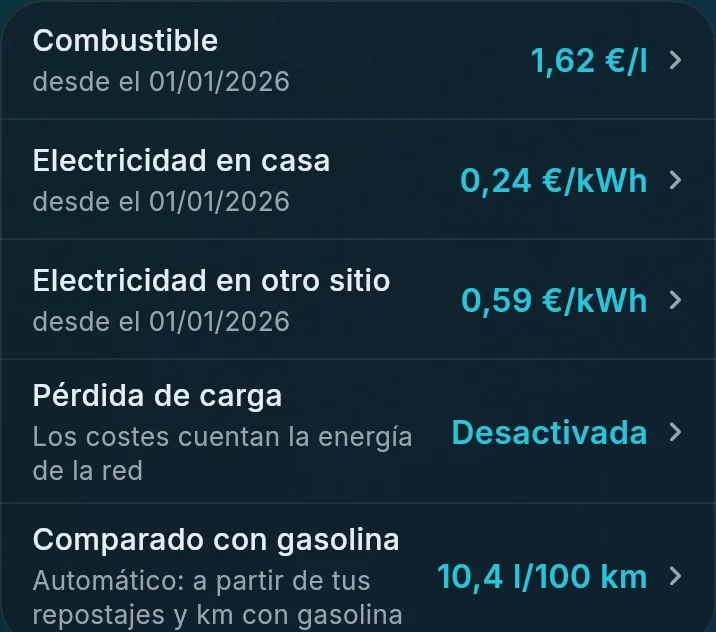 Combustible
desde el 01/01/2026
1,62 €/l
Electricidad en casa
desde el 01/01/2026
0,24 €/kWh
Electricidad en otro sitio
desde el 01/01/2026
0,59 €/kWh
Pérdida de carga
Los costes cuentan la energía
de la red
Desactivada
Comparado con gasolina
Automático: a partir de tus
repostajes y km con gasolina
10,4 l/100 km